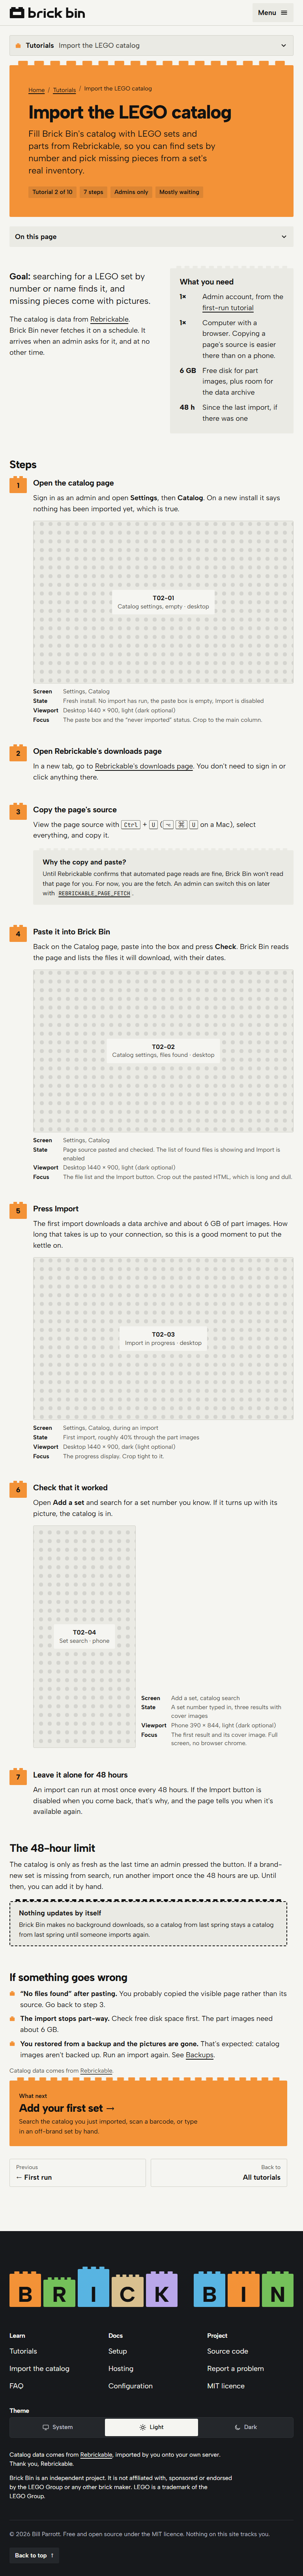 brick bin
Menu
Tutorials Import the LEGO catalog
Home / Tutorials / Import the LEGO catalog
Import the LEGO catalog
Fill Brick Bin's catalog with LEGO sets and
parts from Rebrickable, so you can find sets by
number and pick missing pieces from a set's
real inventory.
Tutorial 2 of 10
7 steps
Admins only
Mostly waiting
On this page
Goal: searching for a LEGO set by
number or name finds it, and
missing pieces come with pictures.
The catalog is data from Rebrickable.
Brick Bin never fetches it on a schedule. It
arrives when an admin asks for it, and at no
other time.
What you need
1× Admin account, from the
first-run tutorial
1× Computer with a
browser. Copying a
page's source is easier
there than on a phone.
6 GB Free disk for part
images, plus room for
the data archive
48 h Since the last import, if
there was one
Steps
1 Open the catalog page
Sign in as an admin and open Settings, then Catalog. On a new install it says
nothing has been imported yet, which is true.
T02-01
Catalog settings, empty · desktop
Screen Settings, Catalog
State Fresh install. No import has run, the paste box is empty, Import is disabled
Viewport Desktop 1440 × 900, light (dark optional)
Focus The paste box and the "never imported" status. Crop to the main column.
2 Open Rebrickable's downloads page
In a new tab, go to Rebrickable's downloads page. You don't need to sign in or
click anything there.
3 Copy the page's source
View the page source with Ctrl + U (⌥ ⌘ U on a Mac), select
everything, and copy it.
Why the copy and paste?
Until Rebrickable confirms that automated page reads are fine, Brick Bin won't read
that page for you. For now, you are the fetch. An admin can switch this on later
with REBRICKABLE_PAGE_FETCH .
4 Paste it into Brick Bin
Back on the Catalog page, paste into the box and press Check. Brick Bin reads
the page and lists the files it will download, with their dates.
T02-02
Catalog settings, files found · desktop
Screen Settings, Catalog
State Page source pasted and checked. The list of found files is showing and Import is
enabled
Viewport Desktop 1440 × 900, light (dark optional)
Focus The file list and the Import button. Crop out the pasted HTML, which is long and dull.
5 Press Import
The first import downloads a data archive and about 6 GB of part images. How
long that takes is up to your connection, so this is a good moment to put the
kettle on.
T02-03
Import in progress · desktop
Screen Settings, Catalog, during an import
State First import, roughly 40% through the part images
Viewport Desktop 1440 × 900, dark (light optional)
Focus The progress display. Crop tight to it.
6 Check that it worked
Open Add a set and search for a set number you know. If it turns up with its
picture, the catalog is in.
T02-04
Set search · phone
Screen Add a set, catalog search
State A set number typed in, three results with
cover images
Viewport Phone 390 × 844, light (dark optional)
Focus The first result and its cover image. Full
screen, no browser chrome.
7 Leave it alone for 48 hours
An import can run at most once every 48 hours. If the Import button is
disabled when you come back, that's why, and the page tells you when it's
available again.
The 48-hour limit
The catalog is only as fresh as the last time an admin pressed the button. If a brand-
new set is missing from search, run another import once the 48 hours are up. Until
then, you can add it by hand.
Nothing updates by itself
Brick Bin makes no background downloads, so a catalog from last spring stays a catalog
from last spring until someone imports again.
If something goes wrong
“No files found” after pasting. You probably copied the visible page rather than its
source. Go back to step 3.
The import stops part-way. Check free disk space first. The part images need
about 6 GB.
You restored from a backup and the pictures are gone. That's expected: catalog
images aren't backed up. Run an import again. See Backups.
Catalog data comes from Rebrickable.
What next
Add your first set →
Search the catalog you just imported, scan a barcode, or type
in an off-brand set by hand.
Previous
← First run
Back to
All tutorials
BRICK BIN
Learn
Tutorials
Import the catalog
FAQ
Docs
Setup
Hosting
Configuration
Project
Source code
Report a problem
MIT licence
Theme
System
Light
Dark
Catalog data comes from Rebrickable, imported by you onto your own server.
Thank you, Rebrickable.
Brick Bin is an independent project. It is not affiliated with, sponsored or endorsed
by the LEGO Group or any other brick maker. LEGO is a trademark of the
LEGO Group.
© 2026 Bill Parrott. Free and open source under the MIT licence. Nothing on this site tracks you.
Back to top ↑